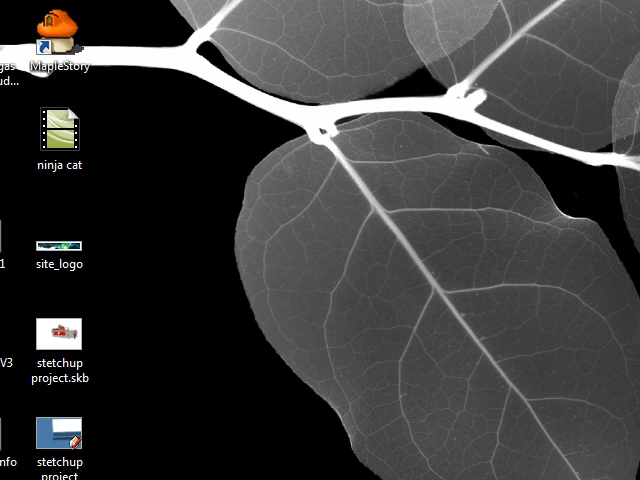 MapleStory
gas
ud...
ninja cat
1
site_logo
V3
stetchup
project.skb
nfo
stetchup
project